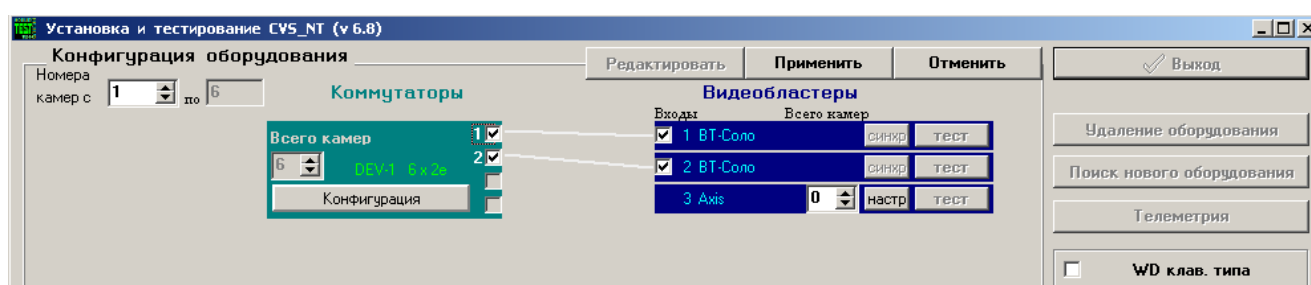 Установка и тестирование CVS_NT (v 6.8)
Конфигурация оборудования
Редактировать Применить Отменить
Выход
Номера
камер с 1 по 6
Коммутаторы
Видеобластеры
Входы Всего камер
Всего камер 1
1 BT-Соло синхр тест
Удаление оборудования
6 DEV-1 6 x 2e 2
2 BT-Соло синхр тест
Поиск нового оборудования
Конфигурация
3 Axis 0 настр тест
Телеметрия
WD клав. типа